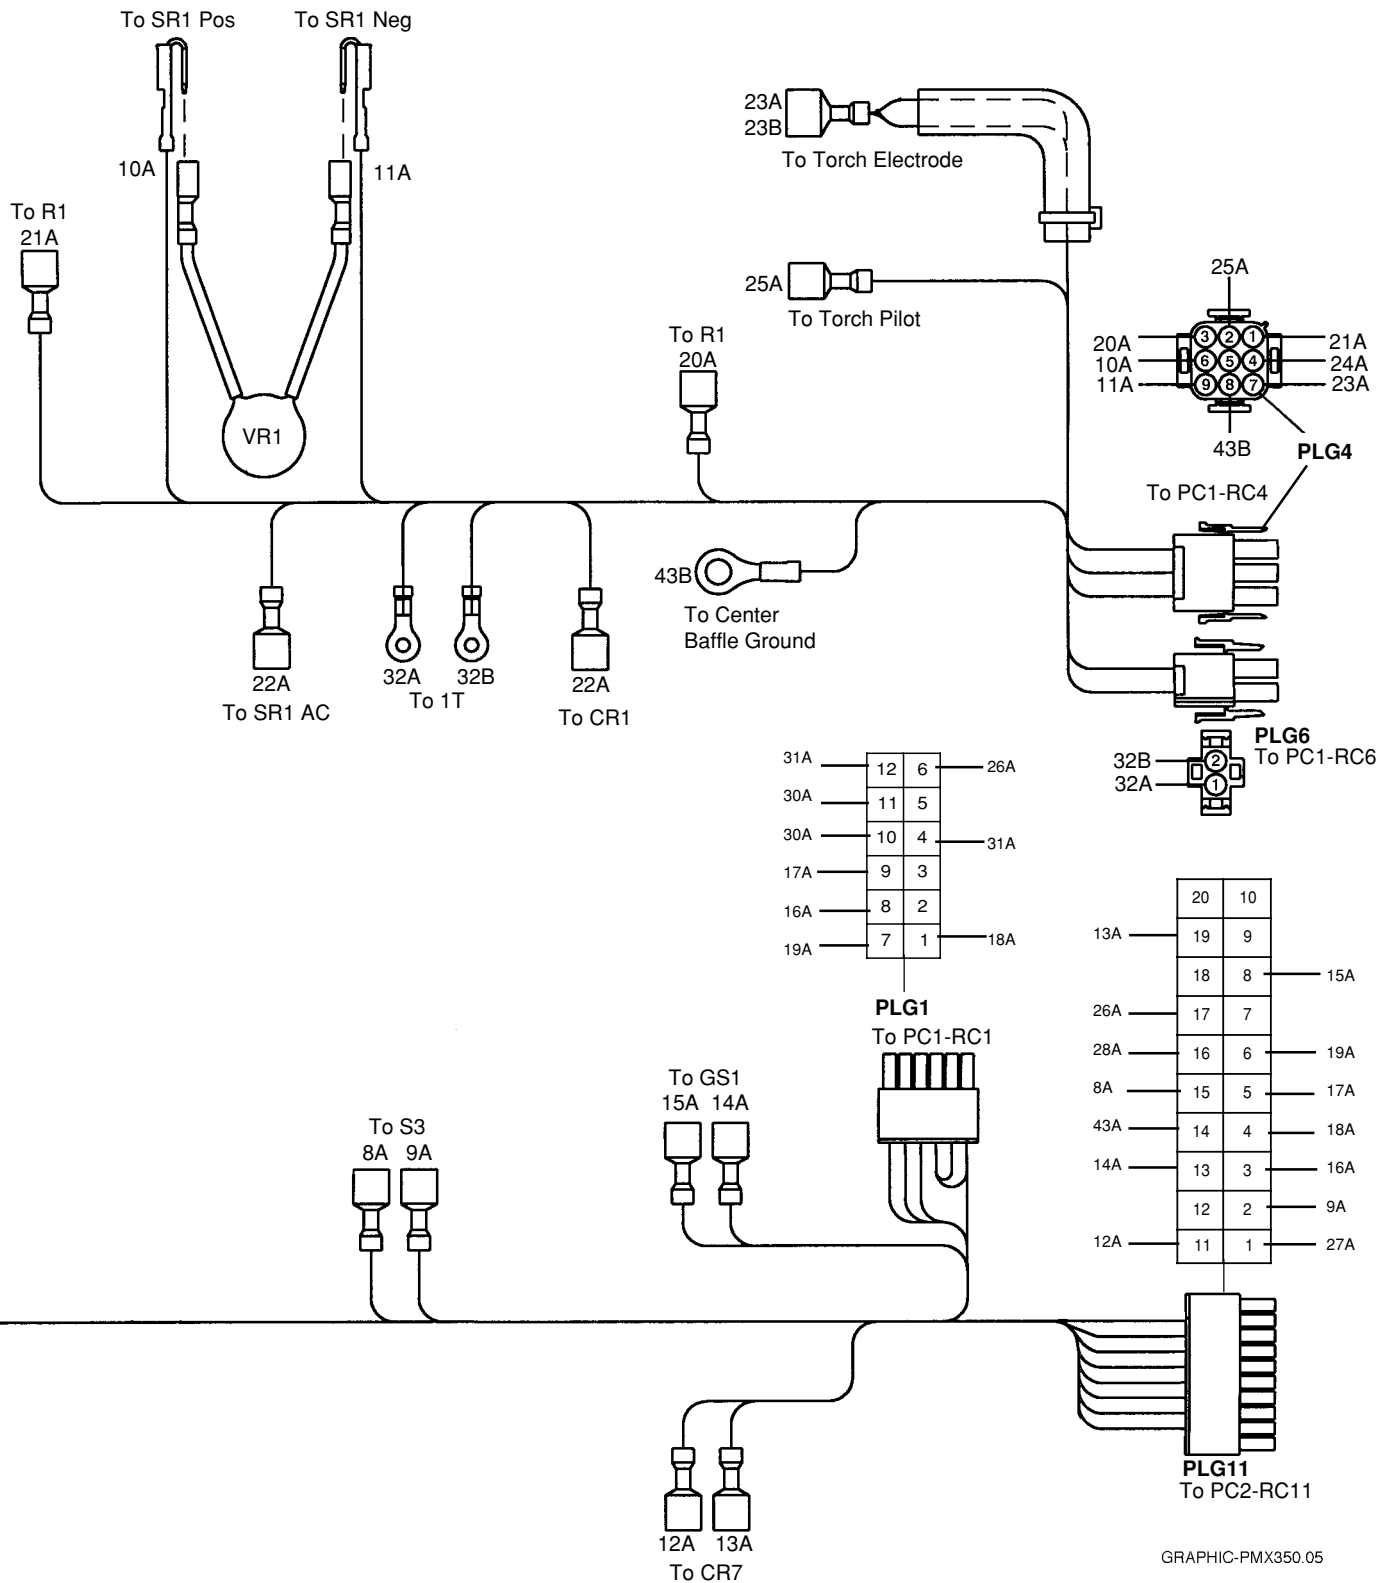 To SR1 Pos
To SR1 Neg
10A
11A
To R1
21A
VR1
23A
23B
To Torch Electrode
25A
To Torch Pilot
To R1
20A
25A
3 2 1
6 5 4
9 8 7
20A
10A
11A
21A
24A
23A
43B
PLG4
To PC1-RC4
43B
To Center
Baffle Ground
22A
To SR1 AC
32A
32B
To 1T
22A
To CR1
PLG6
To PC1-RC6
32B
32A
2
1
31A 12 6 26A
30A 11 5
30A 10 4 31A
17A 9 3
16A 8 2
19A 7 1 18A
PLG1
To PC1-RC1
20 10
13A 19 9
18 8 15A
26A 17 7
28A 16 6 19A
8A 15 5 17A
43A 14 4 18A
14A 13 3 16A
12 2 9A
12A 11 1 27A
To GS1
15A 14A
To S3
8A 9A
PLG11
To PC2-RC11
12A 13A
To CR7
GRAPHIC-PMX350.05